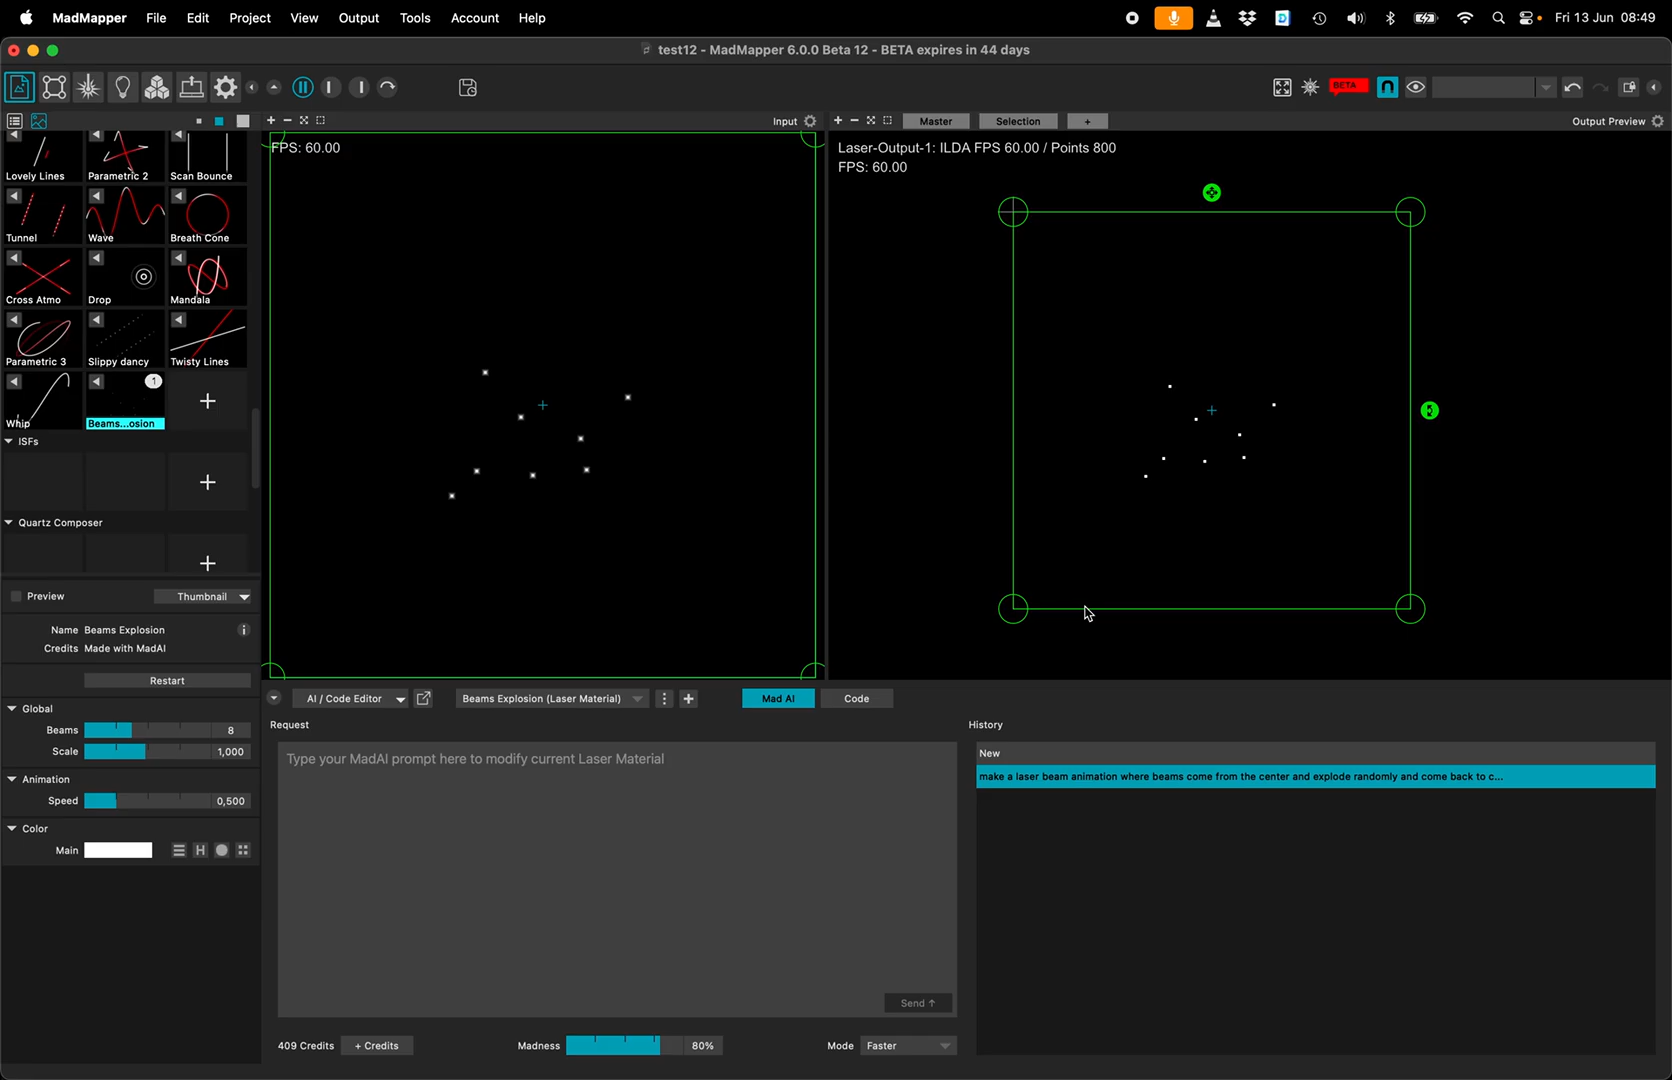 MadMapper File Edit Project View Output Tools Account Help Fri 13 Jun 08:49
test12 - MadMapper 6.0.0 Beta 12 - BETA expires in 44 days
BETA
Input
Master Selection + Output Preview
FPS: 60.00
Laser-Output-1: ILDA FPS 60.00 / Points 800
FPS: 60.00
Lovely Lines Parametric 2 Scan Bounce
Tunnel Wave Breath Cone
Cross Atmo Drop Mandala
Parametric 3 Slippy dancy Twisty Lines
1
Whip Beams...osion
ISFs
Quartz Composer
Preview Thumbnail
Name Beams Explosion
Credits Made with MadAI
Restart
Global
Beams 8
Scale 1,000
Animation
Speed 0,500
Color
Main H
AI / Code Editor Beams Explosion (Laser Material) Mad AI Code
Request
Type your MadAI prompt here to modify current Laser Material
Send ↑
409 Credits + Credits Madness 80% Mode Faster
History
New
make a laser beam animation where beams come from the center and explode randomly and come back to c...